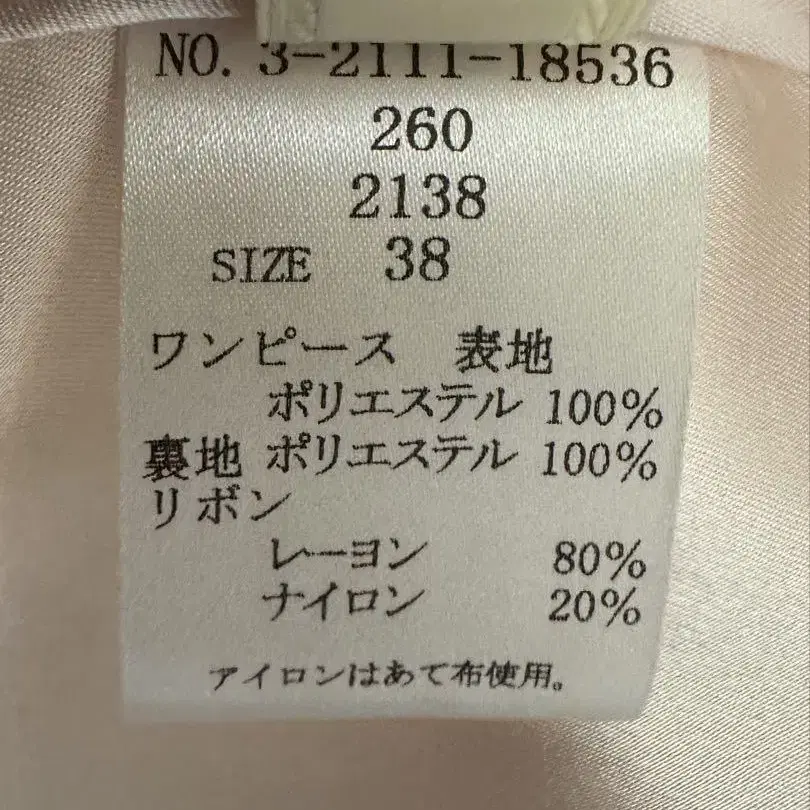 NO. 3-2111-18536
260
2138
SIZE 38
ワンピース 表地
ポリエステル 100%
裏地 ポリエステル 100%
リボン
レーヨン 80%
ナイロン 20%
アイロンはあて布使用。